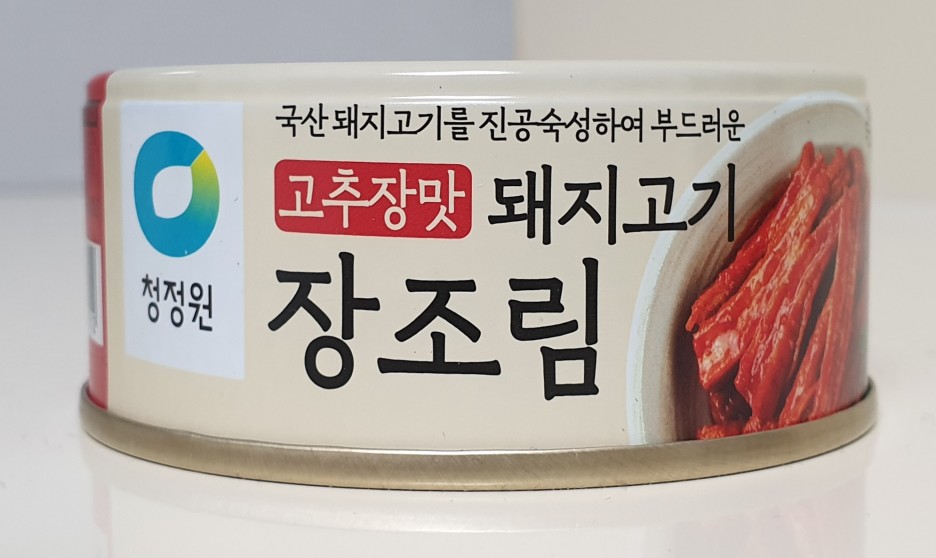 국산 돼지고기를 진공숙성하여 부드러운
고추장맛 돼지고기
장조림
청정원